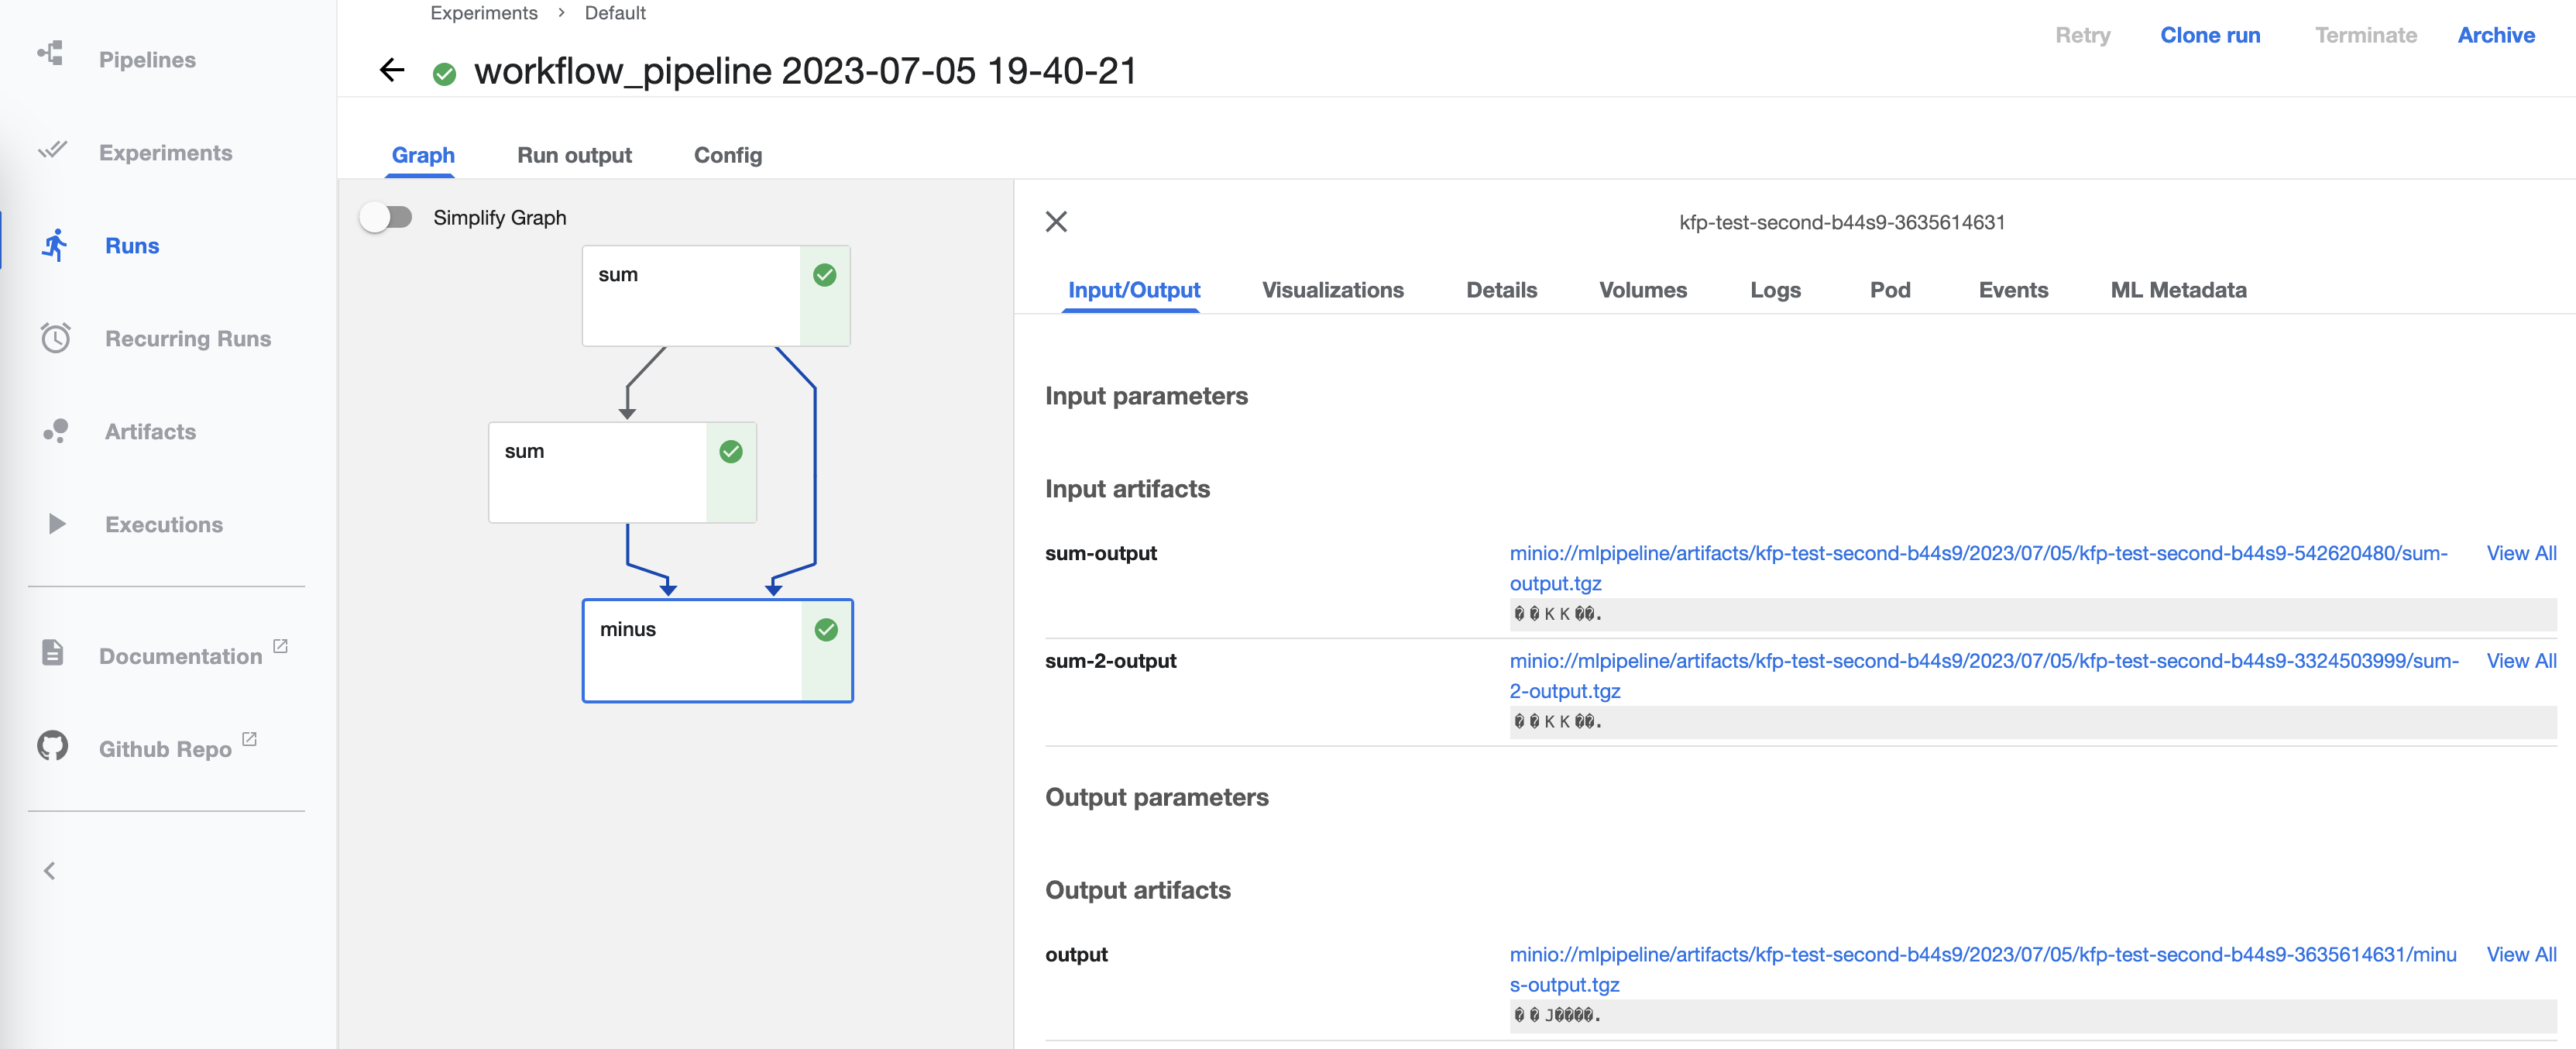 Pipelines
Experiments
Runs
Recurring Runs
Artifacts
Executions
Documentation
Github Repo
Experiments > Default
workflow_pipeline 2023-07-05 19-40-21
Retry Clone run Terminate Archive
Graph Run output Config
Simplify Graph
sum
sum
minus
kfp-test-second-b44s9-3635614631
Input/Output Visualizations Details Volumes Logs Pod Events ML Metadata
Input parameters
Input artifacts
sum-output minio://mlpipeline/artifacts/kfp-test-second-b44s9/2023/07/05/kfp-test-second-b44s9-542620480/sum- View All
output.tgz
��KK��.
sum-2-output minio://mlpipeline/artifacts/kfp-test-second-b44s9/2023/07/05/kfp-test-second-b44s9-3324503999/sum- View All
2-output.tgz
��KK��.
Output parameters
Output artifacts
output minio://mlpipeline/artifacts/kfp-test-second-b44s9/2023/07/05/kfp-test-second-b44s9-3635614631/minu View All
s-output.tgz
��J����.